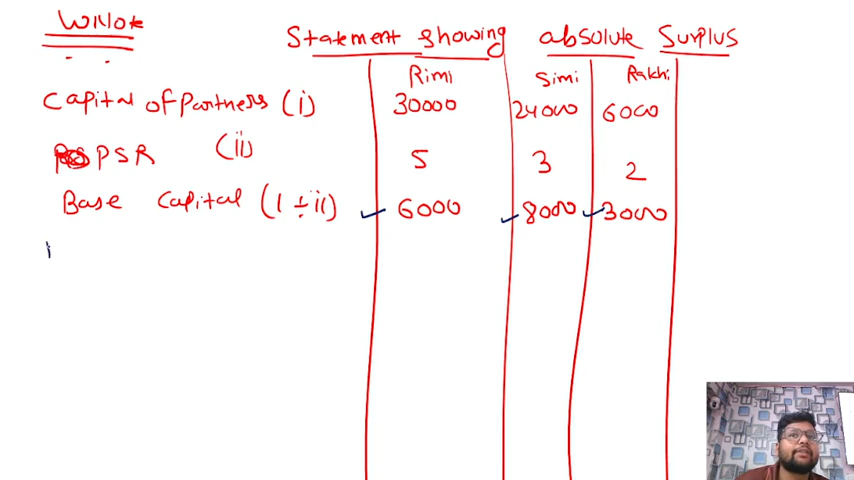 W.Note
Statement showing absolute Surplus
Rimi Simi Rakhi
Capital of Partners (i) 30000 24000 6000
PSR (ii) 5 3 2
Base Capital (1 ÷ ii) 6000 8000 3000